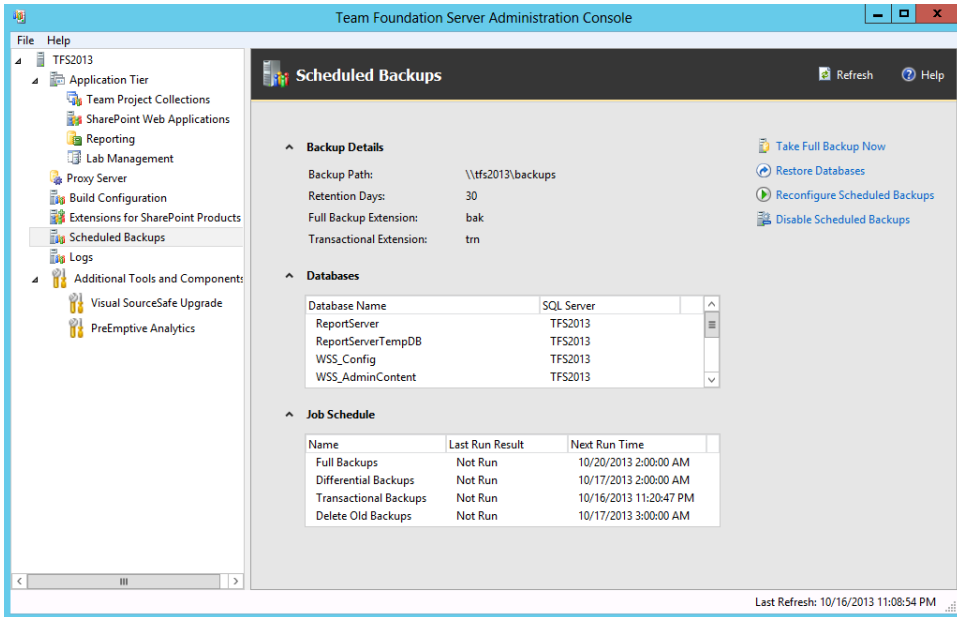 Team Foundation Server Administration Console
File Help
TFS2013
Application Tier
Team Project Collections
SharePoint Web Applications
Reporting
Lab Management
Proxy Server
Build Configuration
Extensions for SharePoint Products
Scheduled Backups
Logs
Additional Tools and Components
Visual SourceSafe Upgrade
PreEmptive Analytics
Scheduled Backups
Refresh
Help
Backup Details
Backup Path: \\tfs2013\backups
Retention Days: 30
Full Backup Extension: bak
Transactional Extension: trn
Take Full Backup Now
Restore Databases
Reconfigure Scheduled Backups
Disable Scheduled Backups
Databases
Database Name SQL Server
ReportServer TFS2013
ReportServerTempDB TFS2013
WSS_Config TFS2013
WSS_AdminContent TFS2013
Job Schedule
Name Last Run Result Next Run Time
Full Backups Not Run 10/20/2013 2:00:00 AM
Differential Backups Not Run 10/17/2013 2:00:00 AM
Transactional Backups Not Run 10/16/2013 11:20:47 PM
Delete Old Backups Not Run 10/17/2013 3:00:00 AM
Last Refresh: 10/16/2013 11:08:54 PM